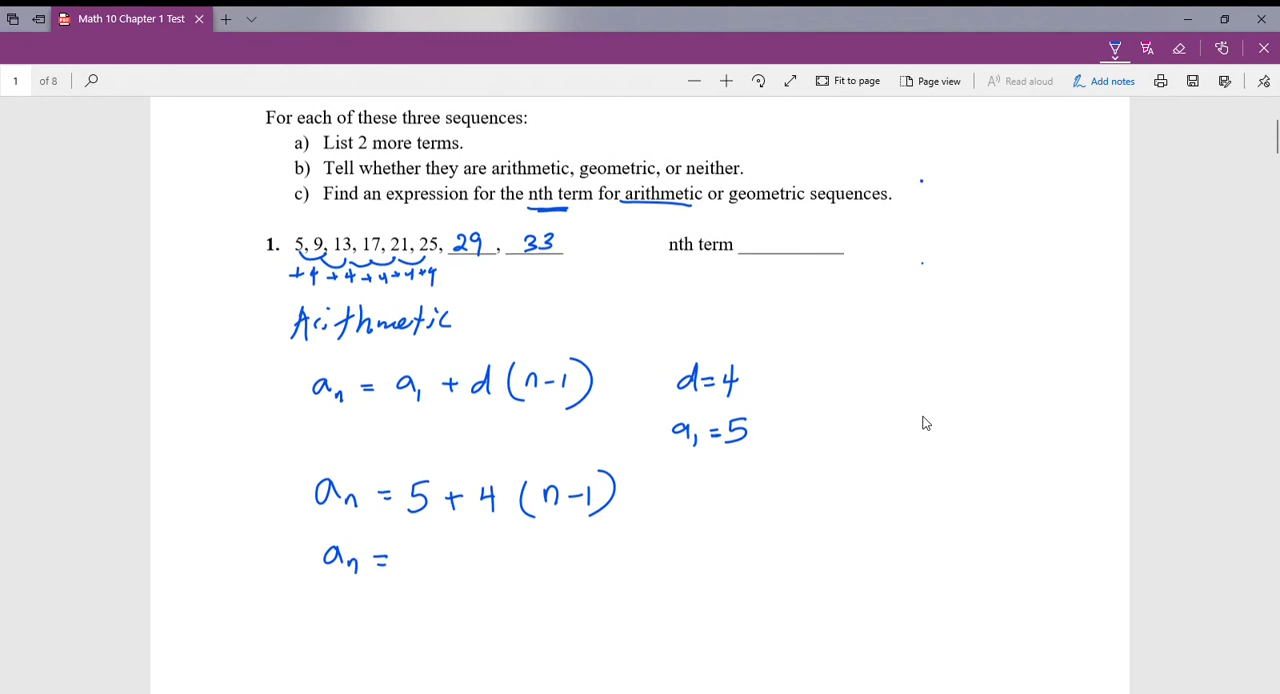 Math 10 Chapter 1 Test
1 of 8
Fit to page
Page view
Read aloud
Add notes
For each of these three sequences:
a) List 2 more terms.
b) Tell whether they are arithmetic, geometric, or neither.
c) Find an expression for the nth term for arithmetic or geometric sequences.
1. 5, 9, 13, 17, 21, 25, 29, 33 nth term __________
+4 +4 +4 +4 +4
Arithmetic
aₙ = a₁ + d(n-1) d=4
a₁ = 5
aₙ = 5 + 4(n-1)
aₙ =